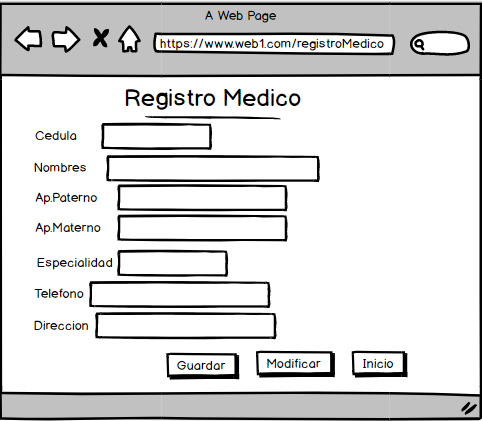 A Web Page
https://www.web1.com/registroMedico
Registro Medico
Cedula
Nombres
Ap.Paterno
Ap.Materno
Especialidad
Telefono
Direccion
Guardar Modificar Inicio